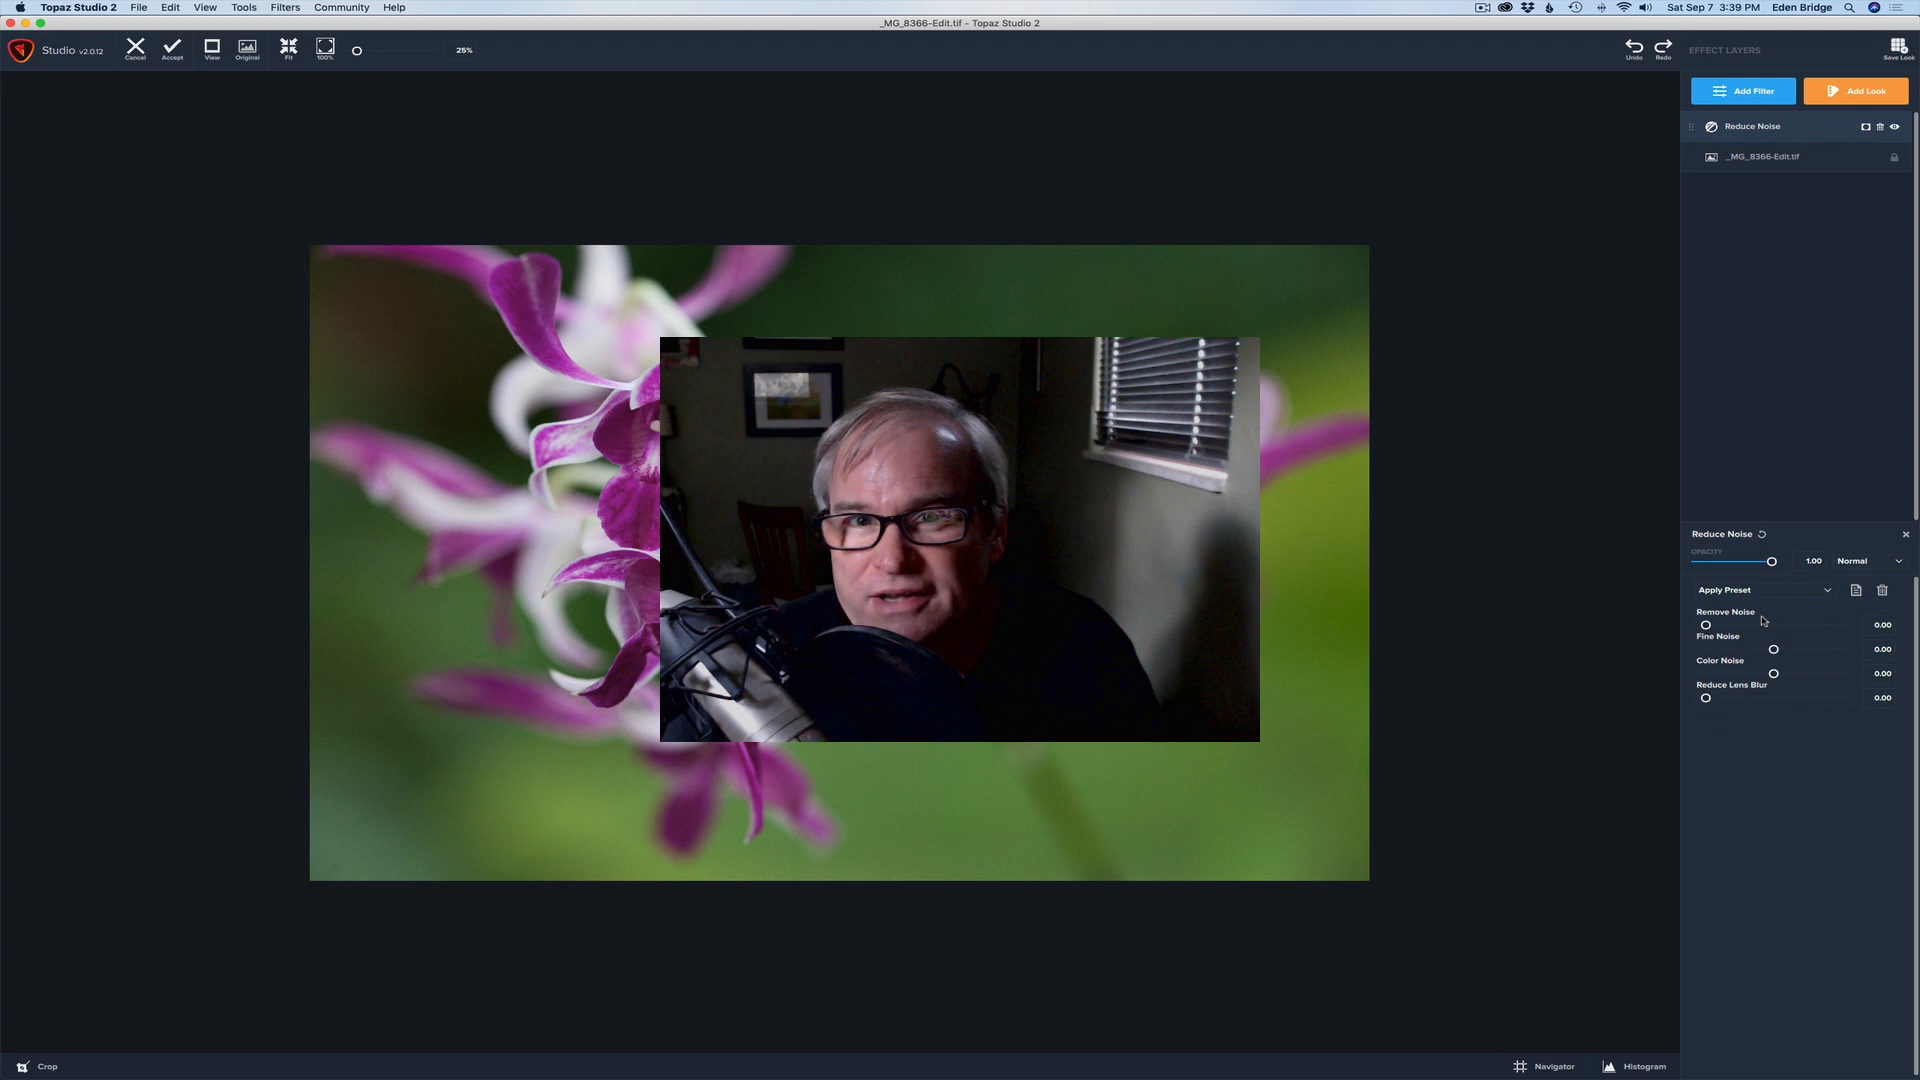 Topaz Studio 2 File Edit View Tools Filters Community Help Sat Sep 7 3:39 PM Eden Bridge
_MG_8366-Edit.tif - Topaz Studio 2
Studio v2.0.12 Cancel Accept View Original Fit 100% 25% Undo Redo EFFECT LAYERS Save Look
Add Filter Add Look
Reduce Noise
_MG_8366-Edit.tif
Reduce Noise
OPACITY
1.00 Normal
Apply Preset
Remove Noise
0.00
Fine Noise
0.00
Color Noise
0.00
Reduce Lens Blur
0.00
Crop Navigator Histogram